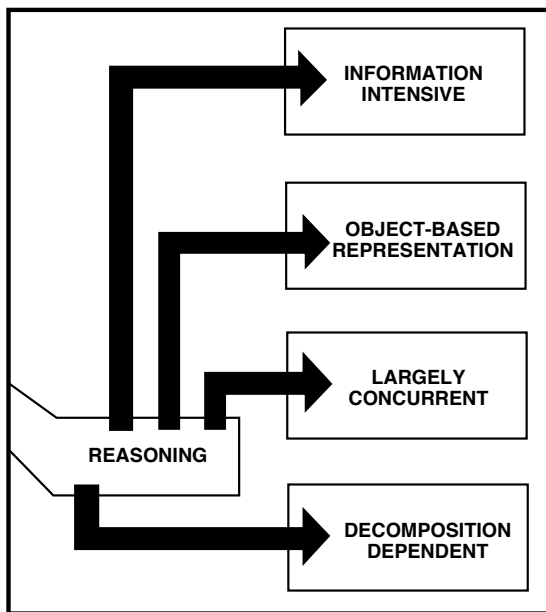 INFORMATION
INTENSIVE
OBJECT-BASED
REPRESENTATION
LARGELY
CONCURRENT
REASONING
DECOMPOSITION
DEPENDENT